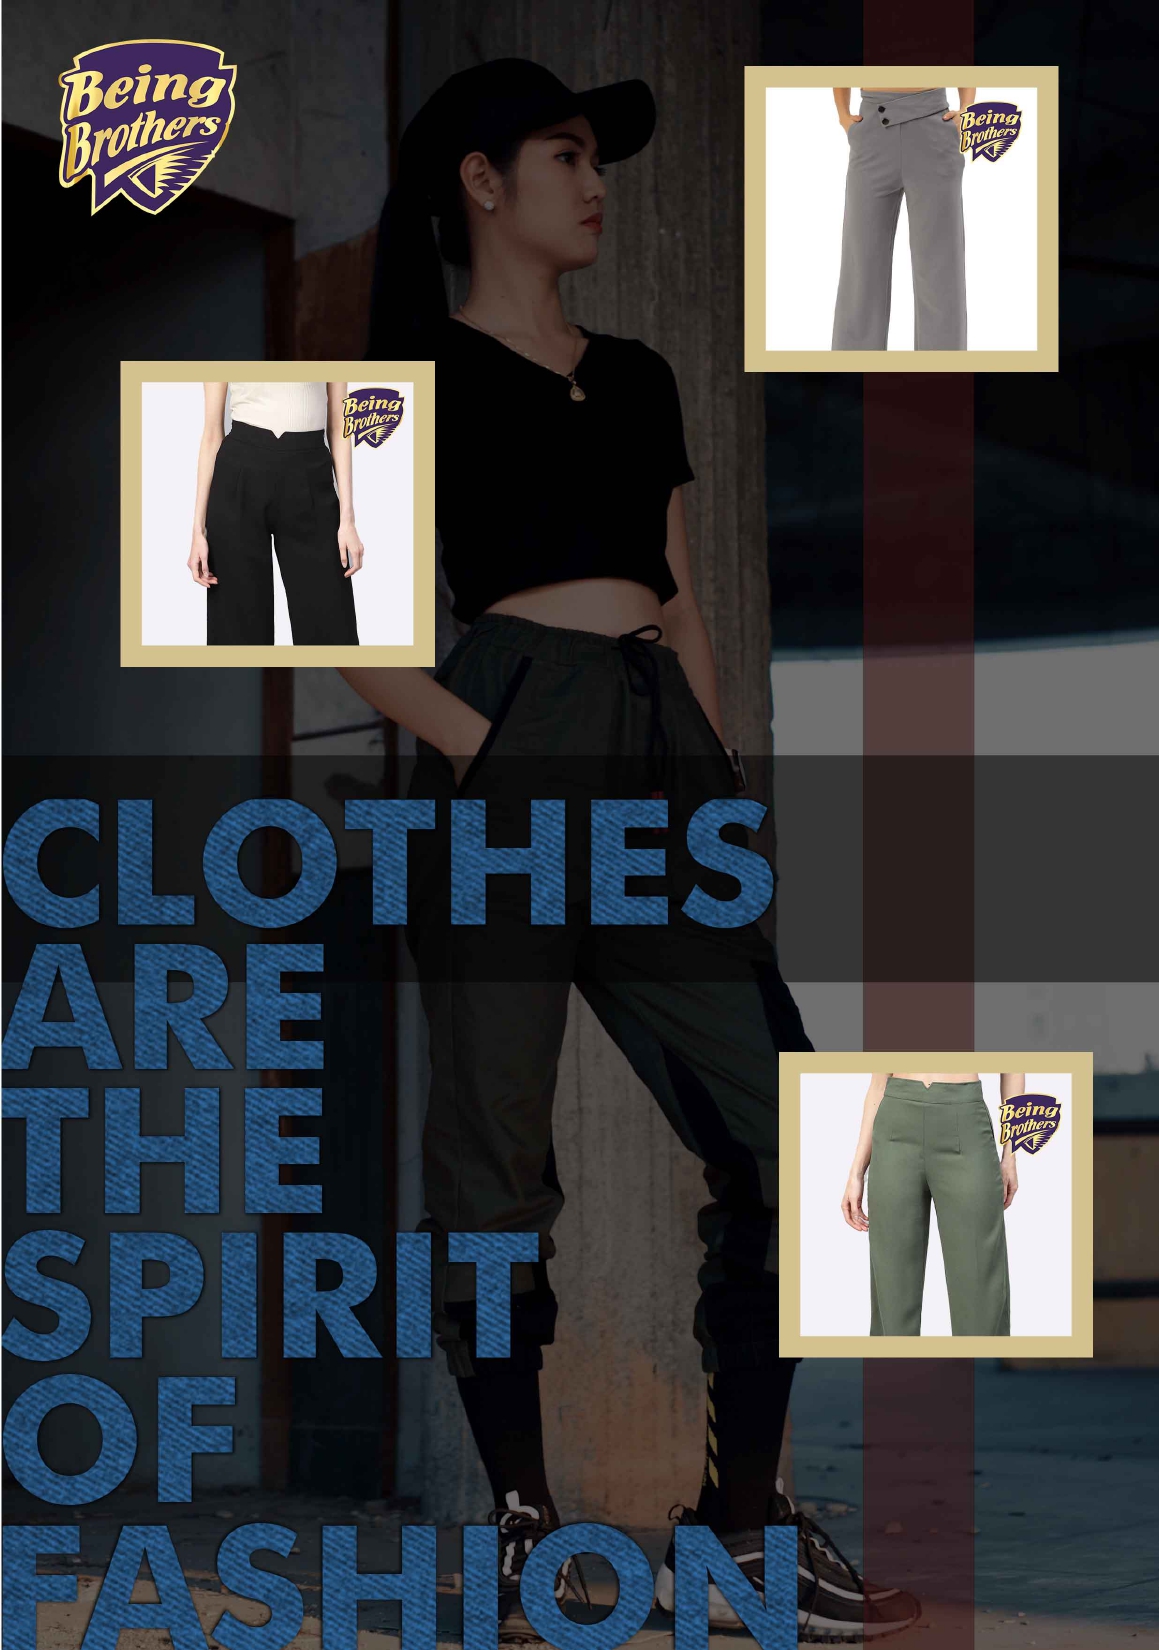 Being
Brothers
Being
Brothers
Being
Brothers
CLOTHES
ARE
THE
SPIRIT
OF
FASHION
Being
Brothers